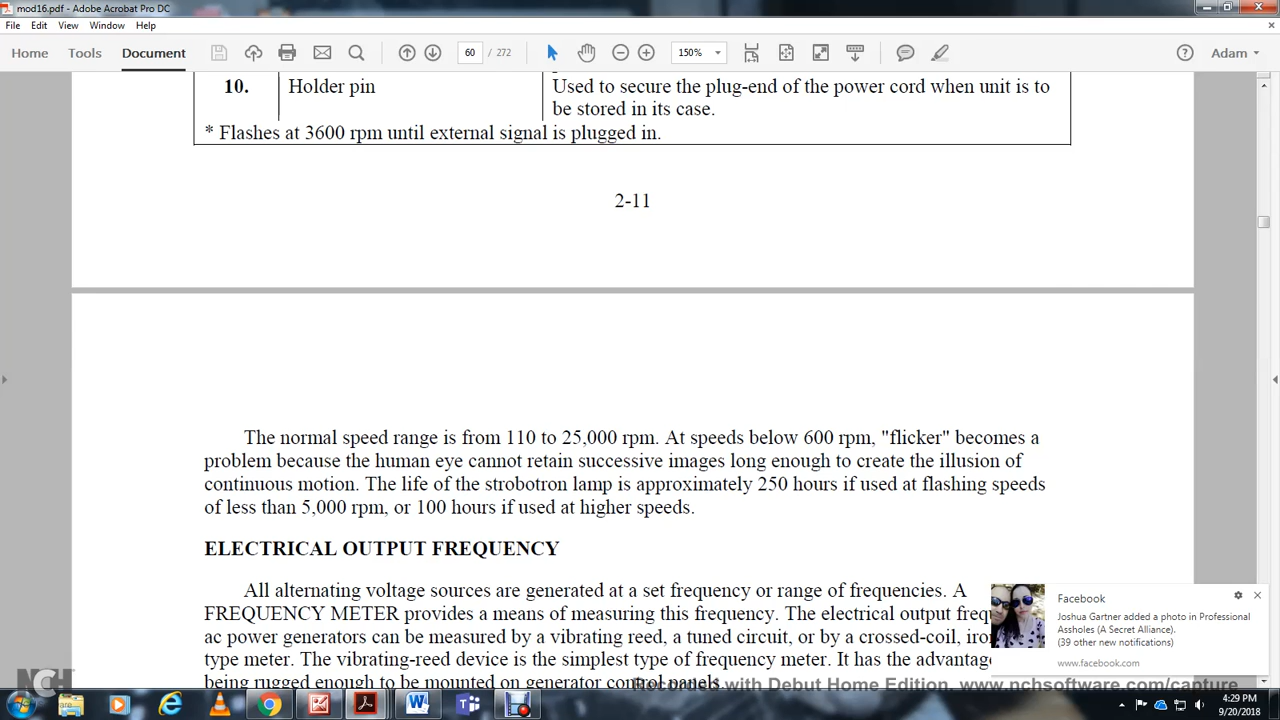 mod16.pdf - Adobe Acrobat Pro DC
File Edit View Window Help
Home Tools Document 60 / 272 150% Adam
10. Holder pin Used to secure the plug-end of the power cord when unit is to
be stored in its case.
* Flashes at 3600 rpm until external signal is plugged in.
2-11
The normal speed range is from 110 to 25,000 rpm. At speeds below 600 rpm, "flicker" becomes a
problem because the human eye cannot retain successive images long enough to create the illusion of
continuous motion. The life of the strobotron lamp is approximately 250 hours if used at flashing speeds
of less than 5,000 rpm, or 100 hours if used at higher speeds.
ELECTRICAL OUTPUT FREQUENCY
All alternating voltage sources are generated at a set frequency or range of frequencies. A
FREQUENCY METER provides a means of measuring this frequency. The electrical output
ac power generators can be measured by a vibrating reed, a tuned circuit, or by a crossed-coil,
type meter. The vibrating-reed device is the simplest type of frequency meter. It has the
being rugged enough to be mounted on generator control panels.
Facebook
Joshua Gartner added a photo in Professional
Assholes (A Secret Alliance).
(39 other new notifications)
www.facebook.com
NCH
Recorded with Debut Home Edition. www.nchsoftware.com/capture
4:29 PM
9/20/2018